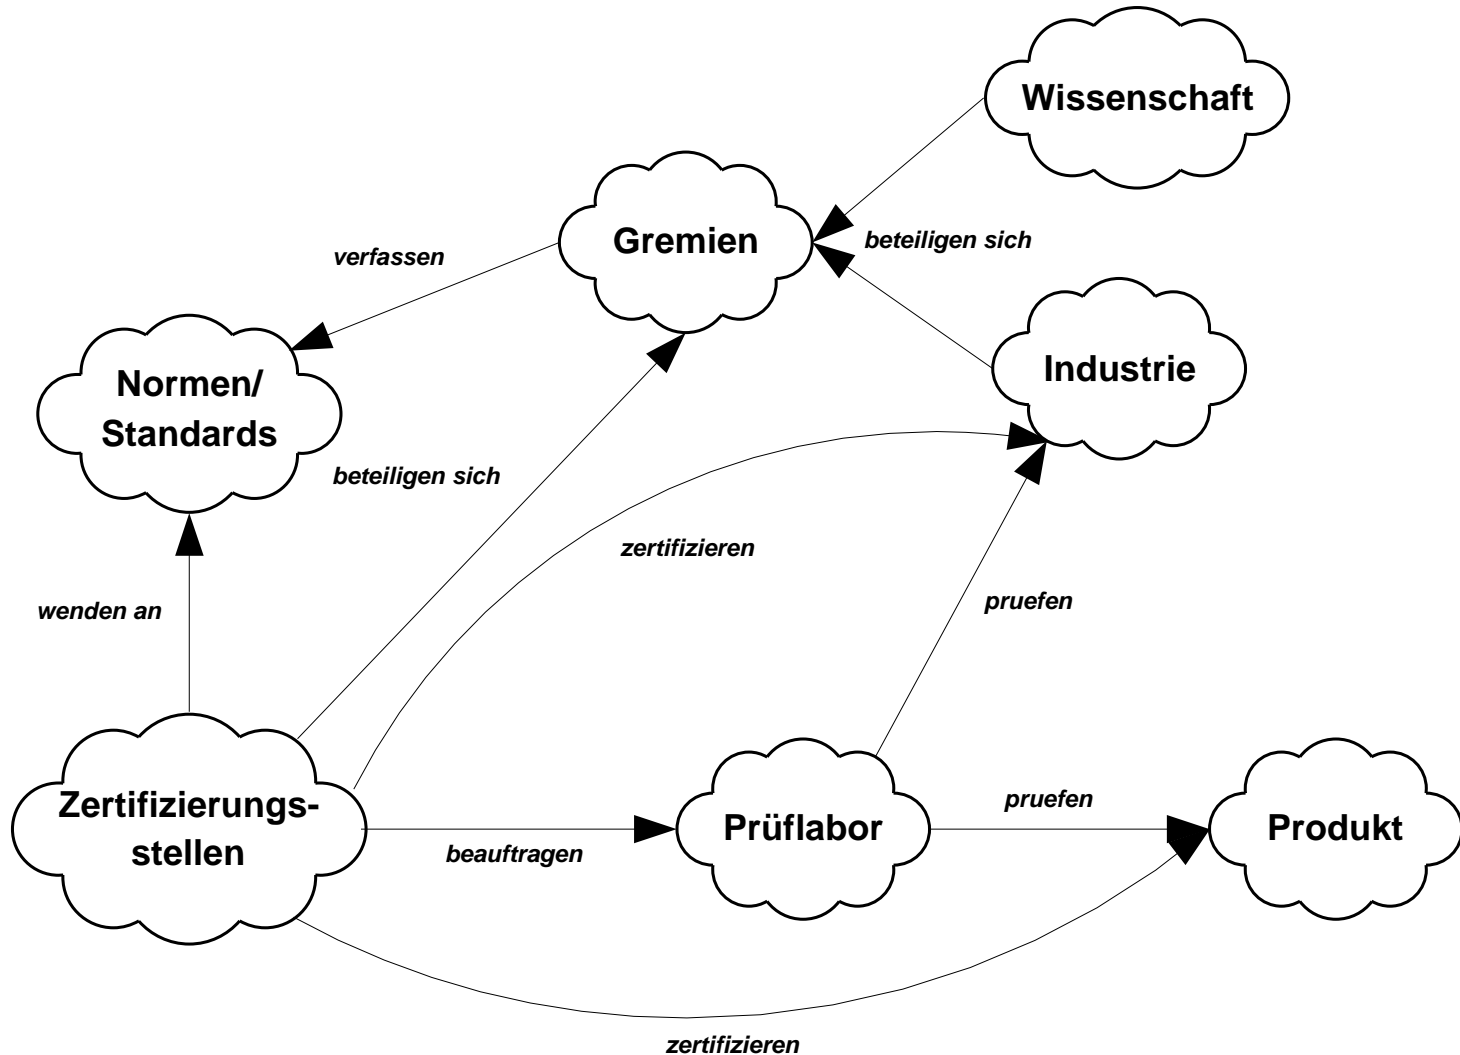 Wissenschaft
Gremien
beteiligen sich
verfassen
Industrie
Normen/
Standards
beteiligen sich
zertifizieren
pruefen
wenden an
Zertifizierungs-
stellen
beauftragen
Prüflabor
pruefen
Produkt
zertifizieren